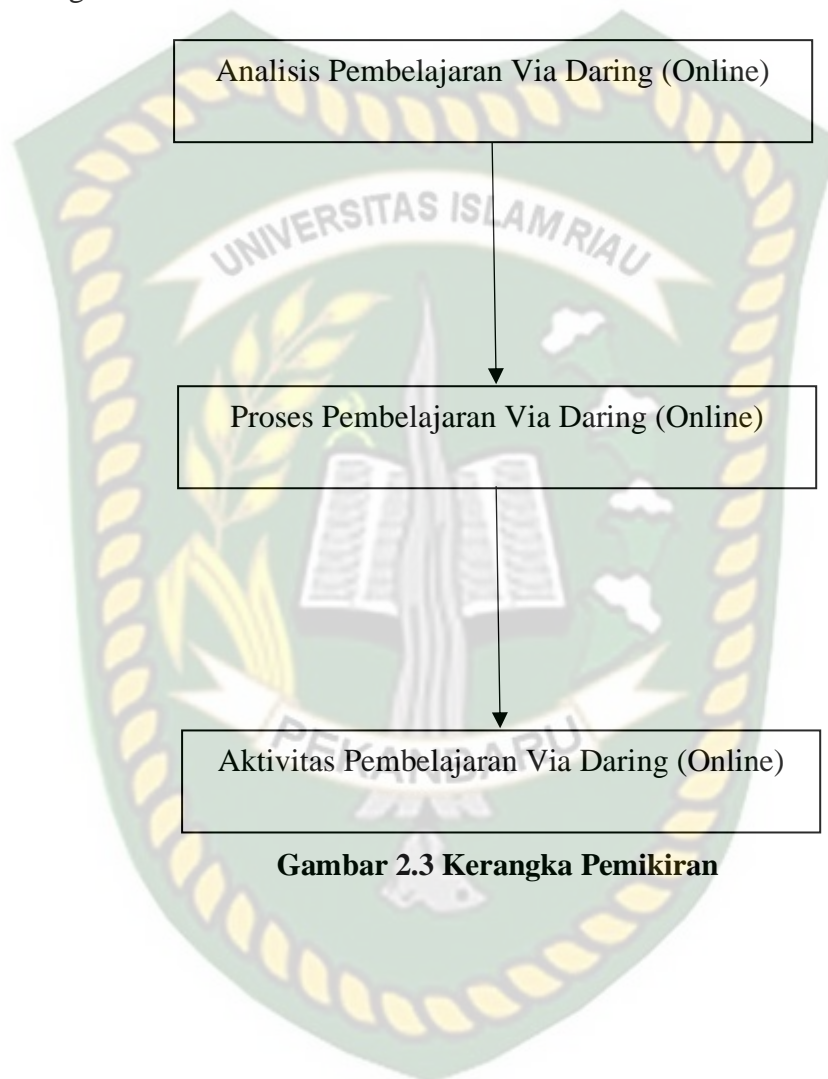 Analisis Pembelajaran Via Daring (Online)
UNIVERSITAS ISLAM RIAU
Proses Pembelajaran Via Daring (Online)
PEKANBARU
Aktivitas Pembelajaran Via Daring (Online)
Gambar 2.3 Kerangka Pemikiran